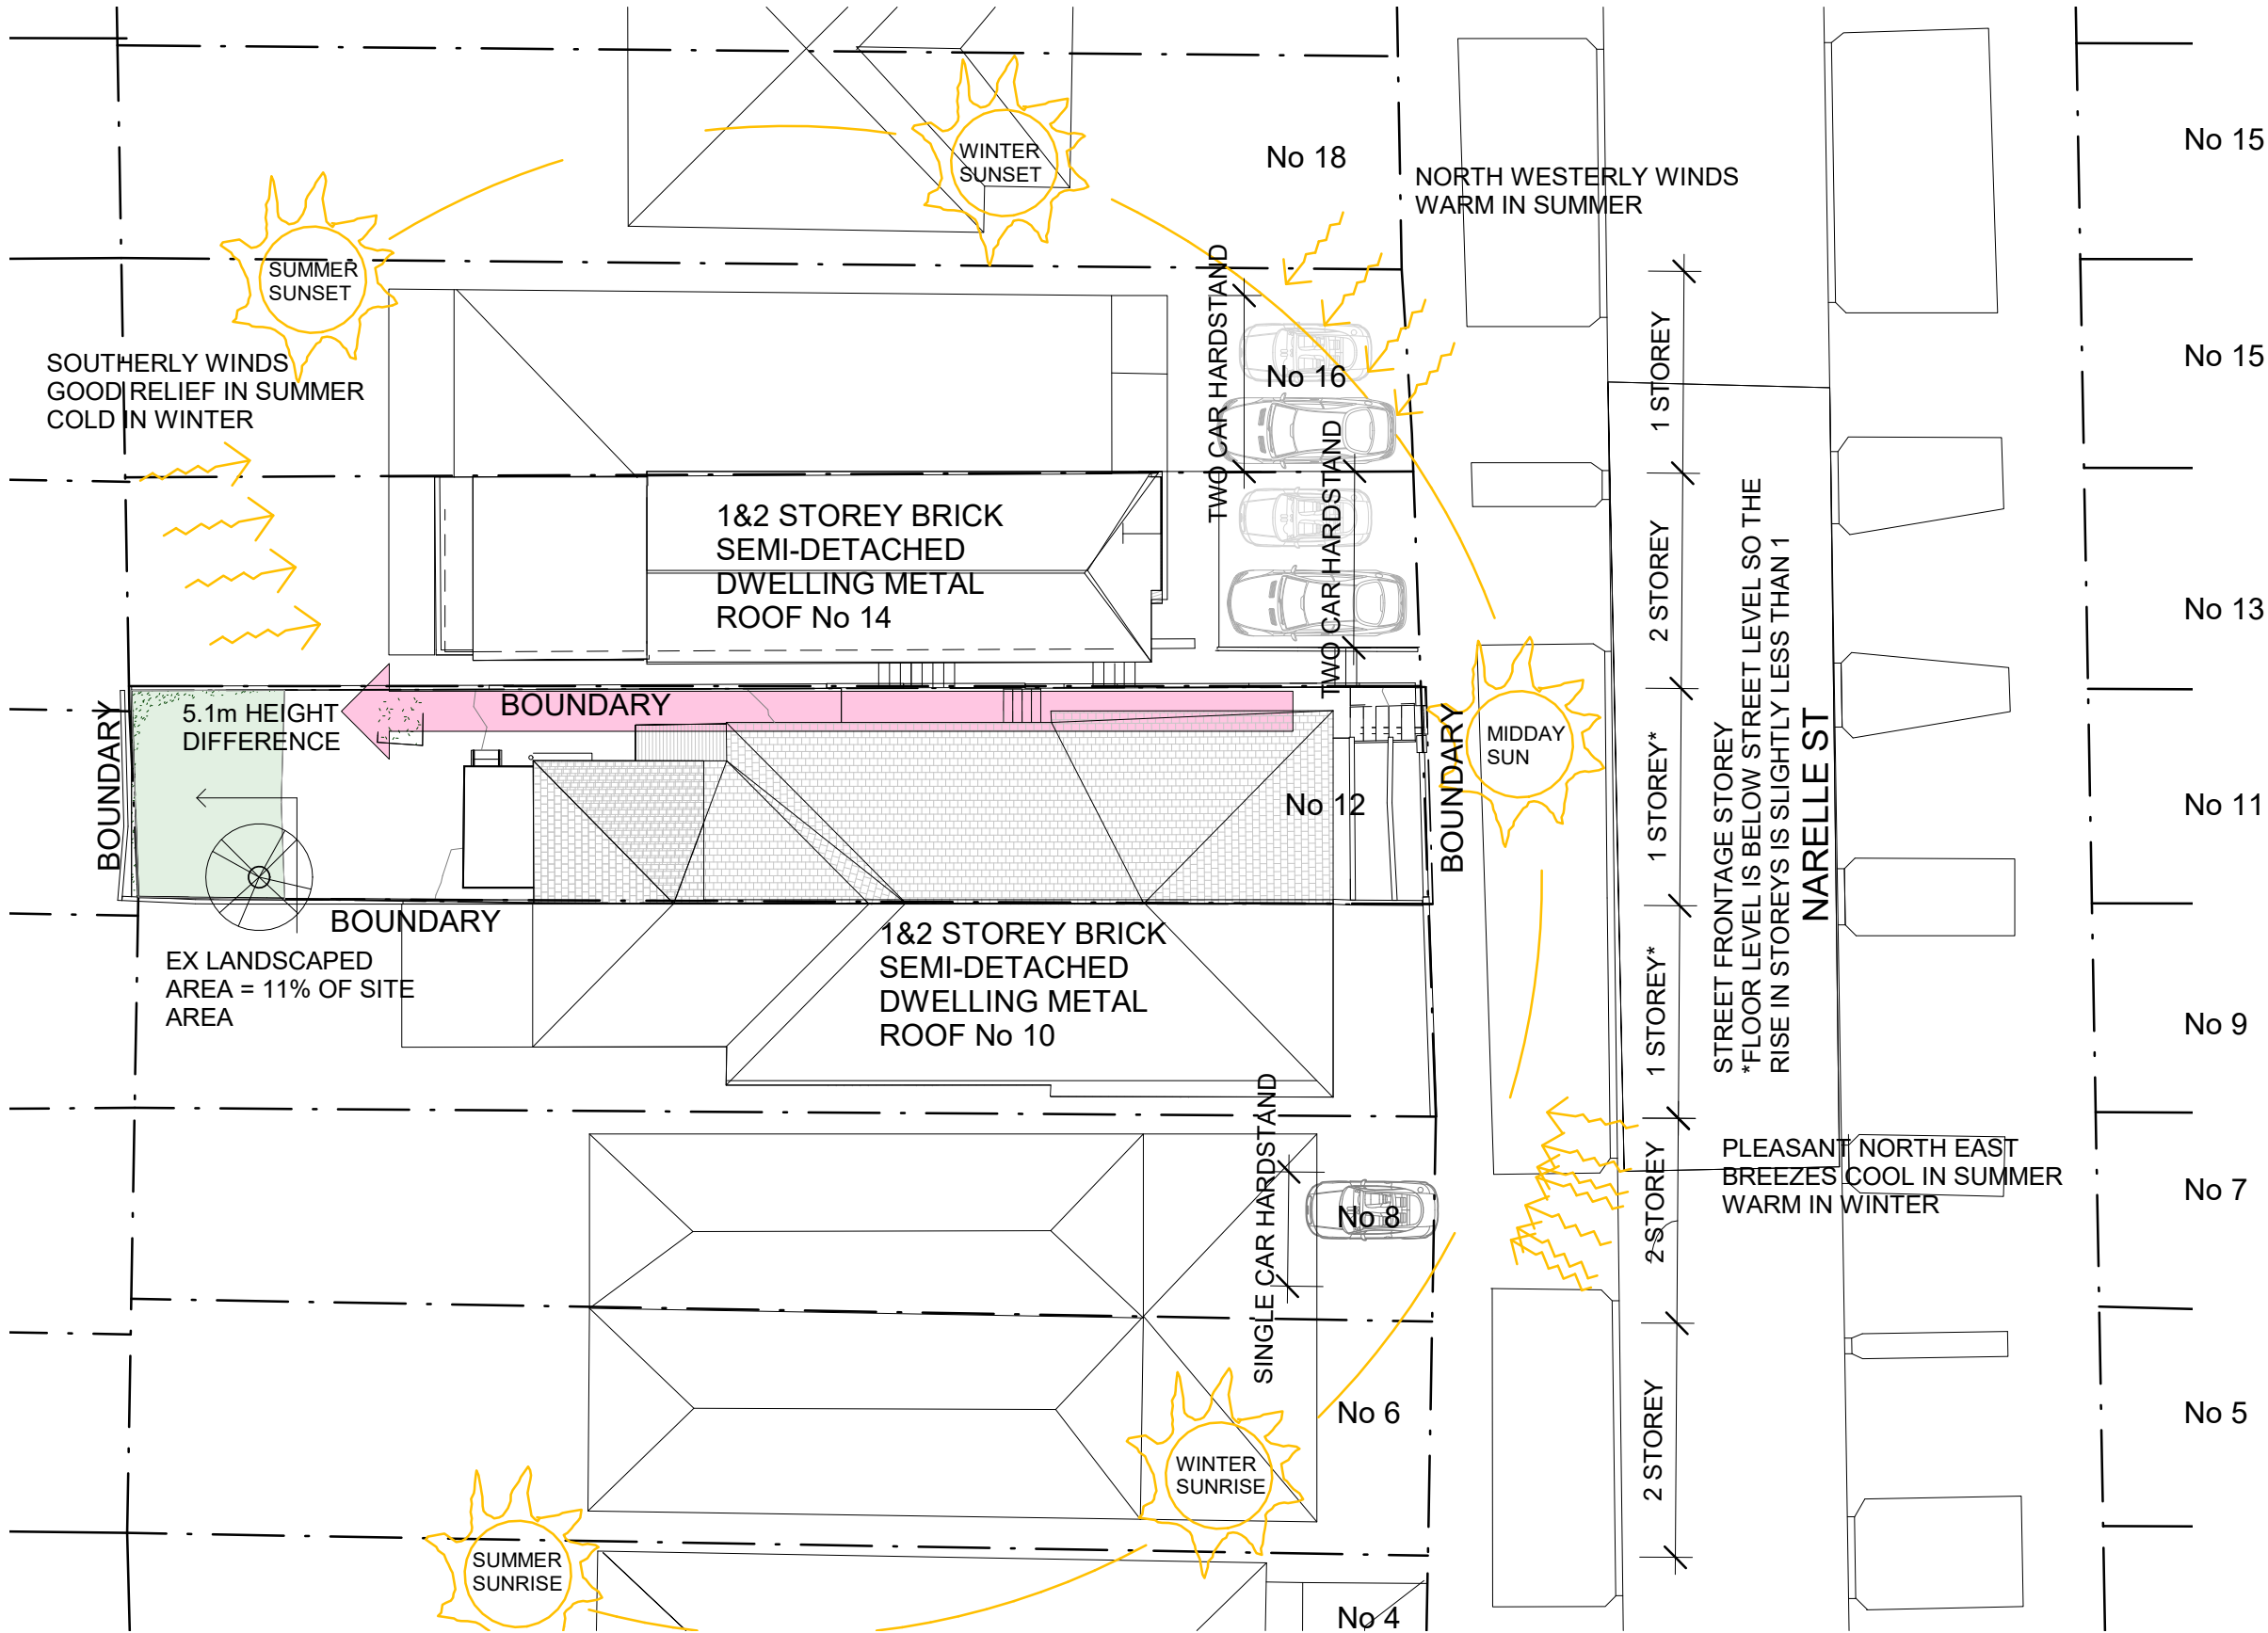 WINTER
SUNSET
No 18
No 15
NORTH WESTERLY WINDS
WARM IN SUMMER
SUMMER
SUNSET
SOUTHERLY WINDS
GOOD RELIEF IN SUMMER
COLD IN WINTER
TWO CAR HARDSTAND
No 16
1 STOREY
No 15
1&2 STOREY BRICK
SEMI-DETACHED
DWELLING METAL
ROOF No 14
TWO CAR HARDSTAND
2 STOREY
No 13
5.1m HEIGHT
DIFFERENCE
BOUNDARY
BOUNDARY
BOUNDARY
MIDDAY
SUN
No 12
1 STOREY*
STREET FRONTAGE STOREY
*FLOOR LEVEL IS BELOW STREET LEVEL SO THE
RISE IN STOREYS IS SLIGHTLY LESS THAN 1
NARELLE ST
No 11
BOUNDARY
EX LANDSCAPED
AREA = 11% OF SITE
AREA
1&2 STOREY BRICK
SEMI-DETACHED
DWELLING METAL
ROOF No 10
1 STOREY*
No 9
SINGLE CAR HARDSTAND
No 8
2 STOREY
PLEASANT NORTH EAST
BREEZES COOL IN SUMMER
WARM IN WINTER
No 7
No 6
2 STOREY
No 5
WINTER
SUNRISE
SUMMER
SUNRISE
No 4